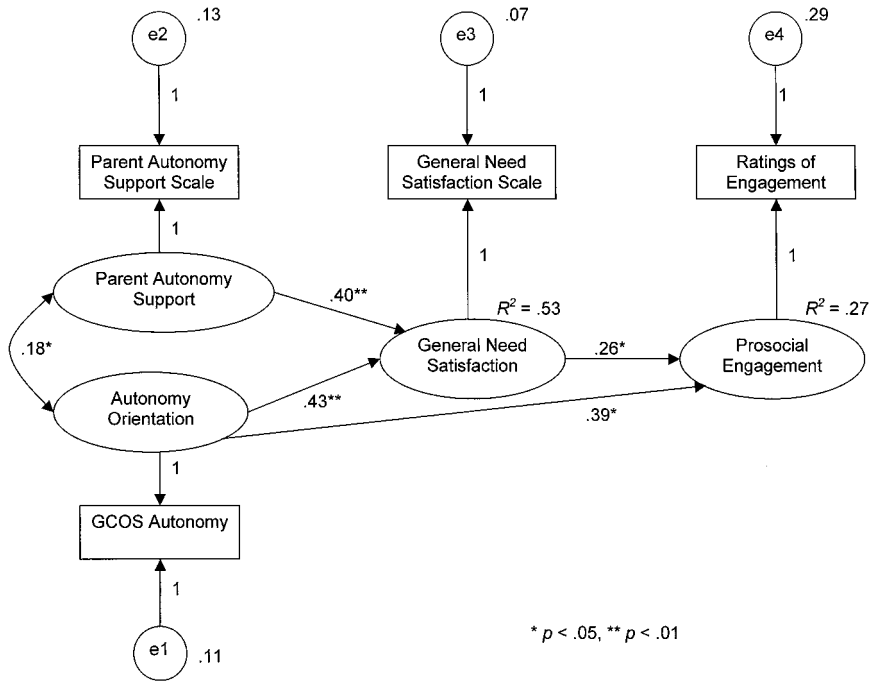 e2
.13
e3
.07
e4
.29
1
1
1
Parent Autonomy
Support Scale
General Need
Satisfaction Scale
Ratings of
Engagement
1
1
1
Parent Autonomy
Support
.40**
R² = .53
R² = .27
.18*
General Need
Satisfaction
.26*
Prosocial
Engagement
Autonomy
Orientation
.43**
.39*
1
GCOS Autonomy
1
e1
.11
* p < .05, ** p < .01